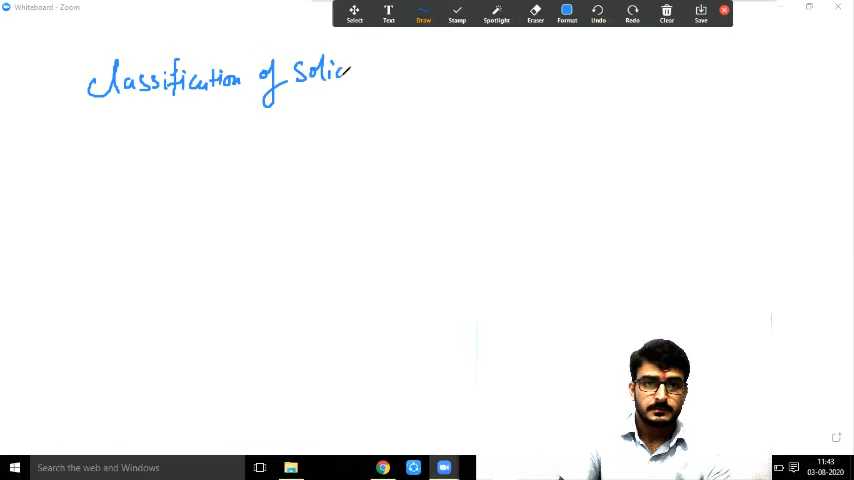 Whiteboard - Zoom
Select
Text
Draw
Stamp
Spotlight
Eraser
Format
Undo
Redo
Clear
Save
Classification of Solid
Search the web and Windows
11:43
03-08-2020